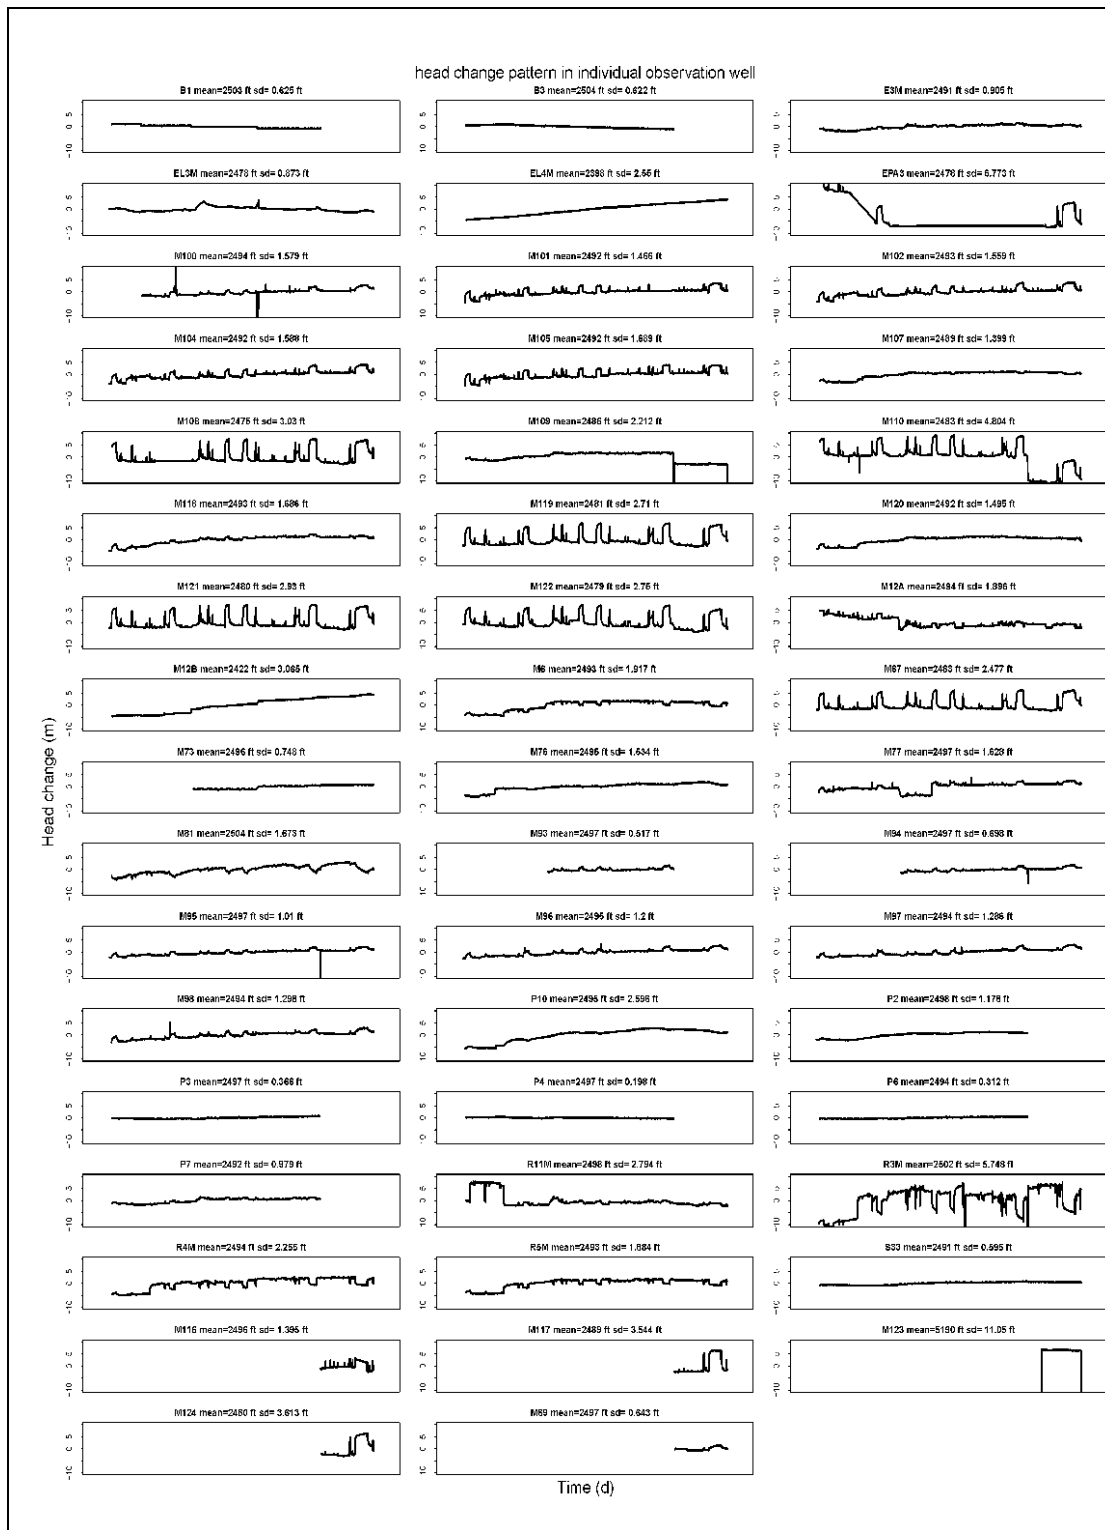 head change pattern in individual observation well
B1 mean=2503 ft sd= 0.625 ft
B3 mean=2504 ft sd= 0.622 ft
E3M mean=2491 ft sd= 0.905 ft
EL3M mean=2478 ft sd= 0.873 ft
EL4M mean=2398 ft sd= 2.55 ft
EPA3 mean=2478 ft sd= 6.773 ft
M100 mean=2494 ft sd= 1.579 ft
M101 mean=2492 ft sd= 1.466 ft
M102 mean=2493 ft sd= 1.559 ft
M104 mean=2492 ft sd= 1.588 ft
M105 mean=2492 ft sd= 1.689 ft
M107 mean=2489 ft sd= 1.399 ft
M108 mean=2475 ft sd= 3.03 ft
M109 mean=2486 ft sd= 2.212 ft
M110 mean=2483 ft sd= 4.804 ft
M118 mean=2493 ft sd= 1.686 ft
M119 mean=2481 ft sd= 2.71 ft
M120 mean=2492 ft sd= 1.495 ft
M121 mean=2480 ft sd= 2.93 ft
M122 mean=2479 ft sd= 2.75 ft
M12A mean=2494 ft sd= 1.896 ft
M12B mean=2422 ft sd= 3.065 ft
M6 mean=2493 ft sd= 1.917 ft
M67 mean=2483 ft sd= 2.477 ft
M73 mean=2496 ft sd= 0.748 ft
M76 mean=2495 ft sd= 1.534 ft
M77 mean=2497 ft sd= 1.628 ft
M81 mean=2504 ft sd= 1.673 ft
M93 mean=2497 ft sd= 0.517 ft
M94 mean=2497 ft sd= 0.698 ft
M95 mean=2497 ft sd= 1.01 ft
M96 mean=2495 ft sd= 1.2 ft
M97 mean=2494 ft sd= 1.286 ft
M98 mean=2494 ft sd= 1.298 ft
P10 mean=2495 ft sd= 2.596 ft
P2 mean=2498 ft sd= 1.178 ft
P3 mean=2497 ft sd= 0.366 ft
P4 mean=2497 ft sd= 0.198 ft
P6 mean=2494 ft sd= 0.312 ft
P7 mean=2492 ft sd= 0.979 ft
R11M mean=2498 ft sd= 2.794 ft
R3M mean=2502 ft sd= 5.748 ft
R4M mean=2494 ft sd= 2.255 ft
R5M mean=2493 ft sd= 1.684 ft
S33 mean=2491 ft sd= 0.595 ft
M116 mean=2496 ft sd= 1.395 ft
M117 mean=2489 ft sd= 3.544 ft
M123 mean=5190 ft sd= 11.05 ft
M124 mean=2480 ft sd= 3.613 ft
M69 mean=2497 ft sd= 0.643 ft
Head change (m)
Time (d)